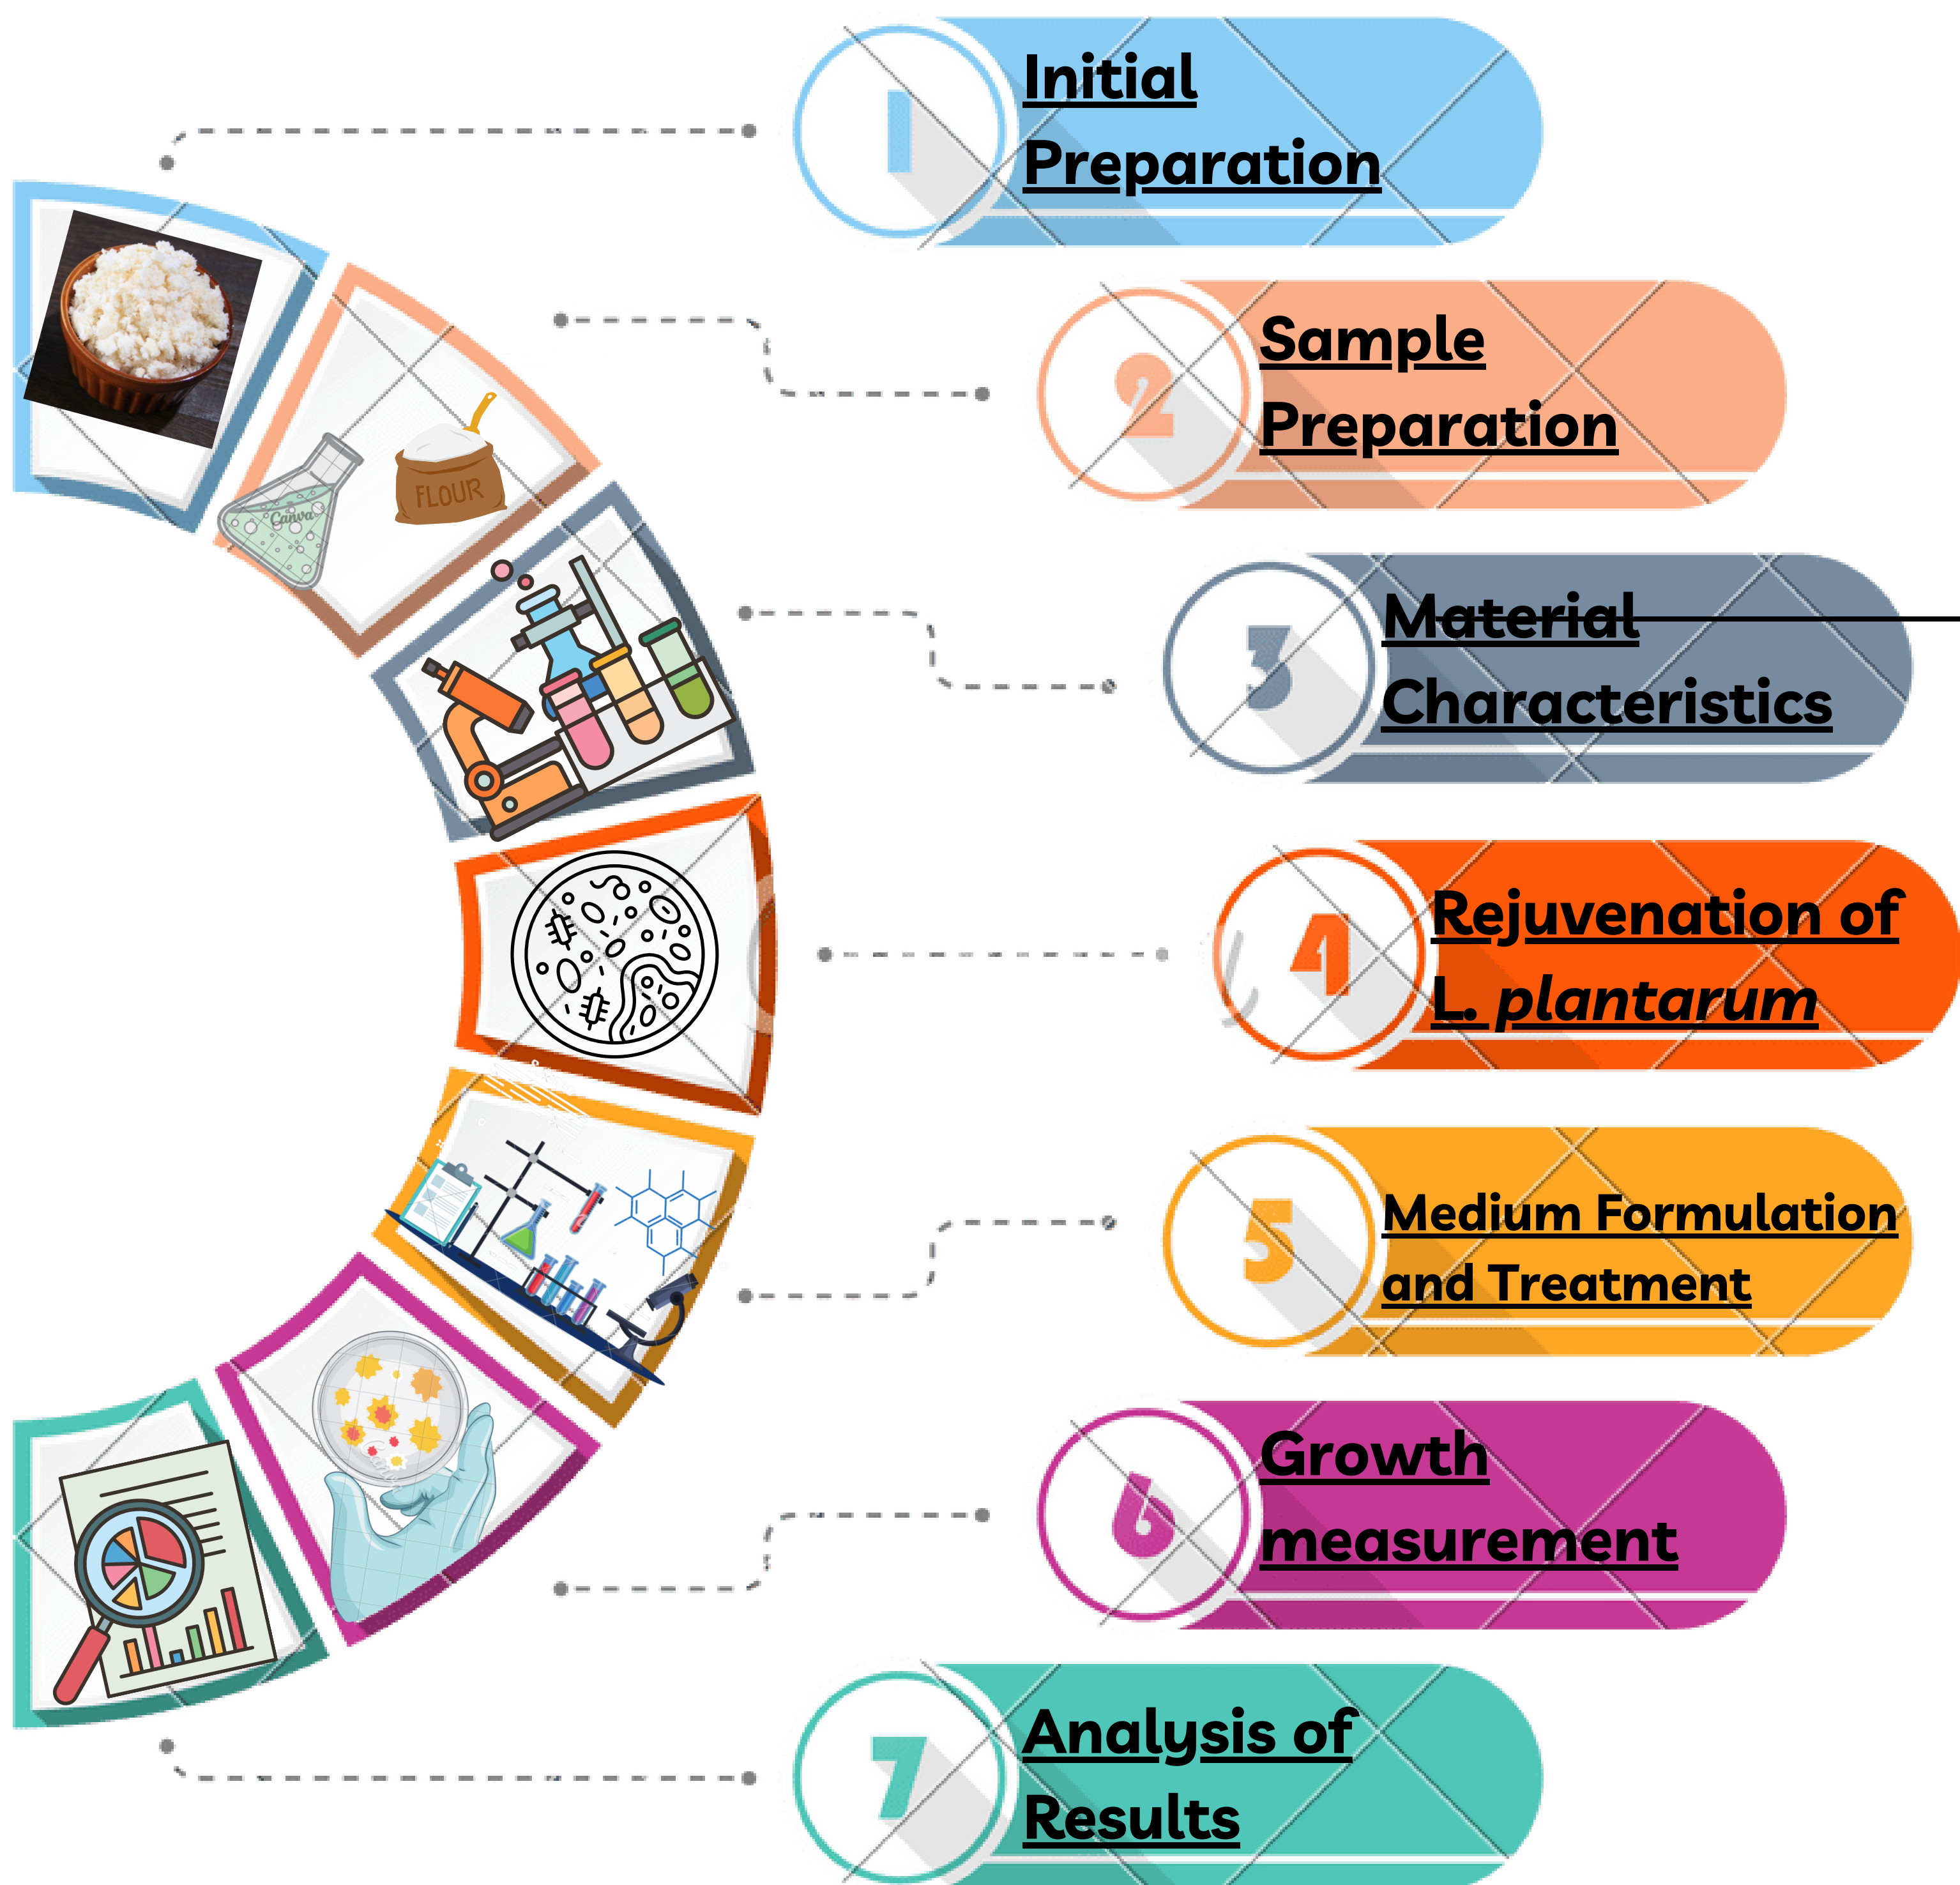 1
Initial
Preparation
2
Sample
Preparation
FLOUR
Canva
3
Material
Characteristics
4
Rejuvenation of
L. plantarum
5
Medium Formulation
and Treatment
6
Growth
measurement
7
Analysis of
Results